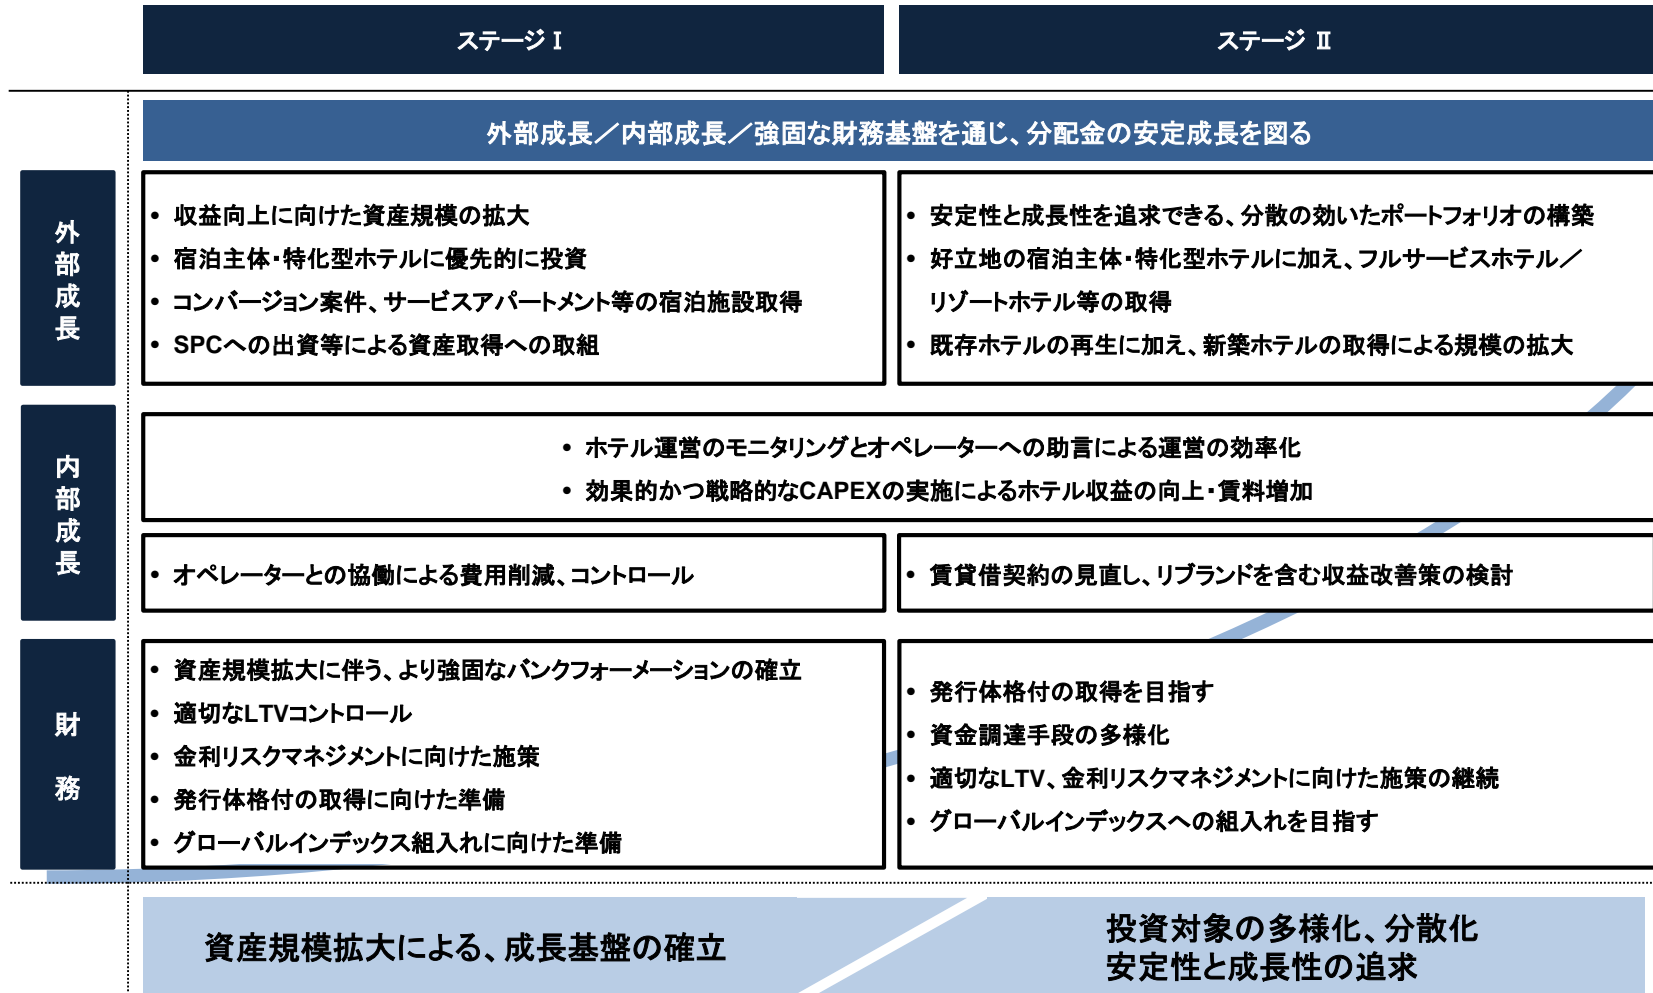 ステージ Ⅰ
ステージ Ⅱ
外部成長／内部成長／強固な財務基盤を通じ、分配金の安定成長を図る
外部成長
• 収益向上に向けた資産規模の拡大
• 宿泊主体・特化型ホテルに優先的に投資
• コンバージョン案件、サービスアパートメント等の宿泊施設取得
• SPCへの出資等による資産取得への取組
• 安定性と成長性を追求できる、分散の効いたポートフォリオの構築
• 好立地の宿泊主体・特化型ホテルに加え、フルサービスホテル／
リゾートホテル等の取得
• 既存ホテルの再生に加え、新築ホテルの取得による規模の拡大
内部成長
• ホテル運営のモニタリングとオペレーターへの助言による運営の効率化
• 効果的かつ戦略的なCAPEXの実施によるホテル収益の向上・賃料増加
• オペレーターとの協働による費用削減、コントロール
• 賃貸借契約の見直し、リブランドを含む収益改善策の検討
財務
• 資産規模拡大に伴う、より強固なバンクフォーメーションの確立
• 適切なLTVコントロール
• 金利リスクマネジメントに向けた施策
• 発行体格付の取得に向けた準備
• グローバルインデックス組入れに向けた準備
• 発行体格付の取得を目指す
• 資金調達手段の多様化
• 適切なLTV、金利リスクマネジメントに向けた施策の継続
• グローバルインデックスへの組入れを目指す
資産規模拡大による、成長基盤の確立
投資対象の多様化、分散化
安定性と成長性の追求